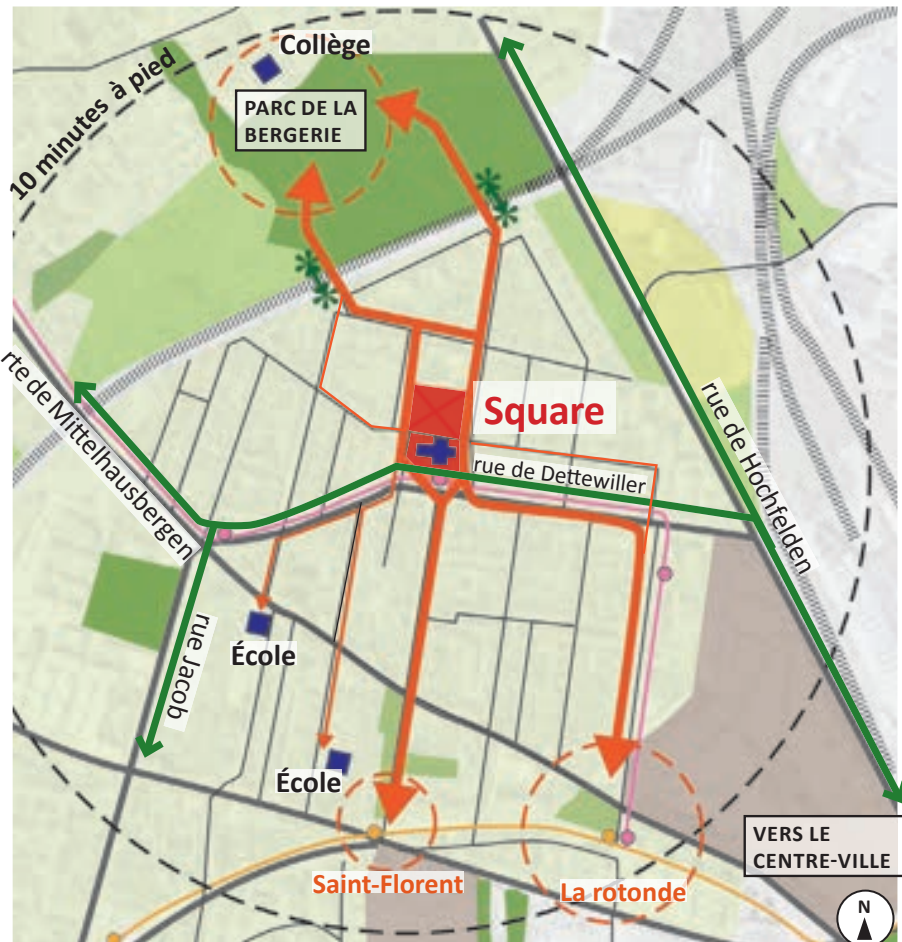 Collège
10 minutes à pied
PARC DE LA
BERGERIE
Square
rue de Dettewiller
rue de Hochfelden
rte de Mittelhausbergen
rue Jacob
École
École
Saint-Florent
La rotonde
VERS LE
CENTRE-VILLE
N